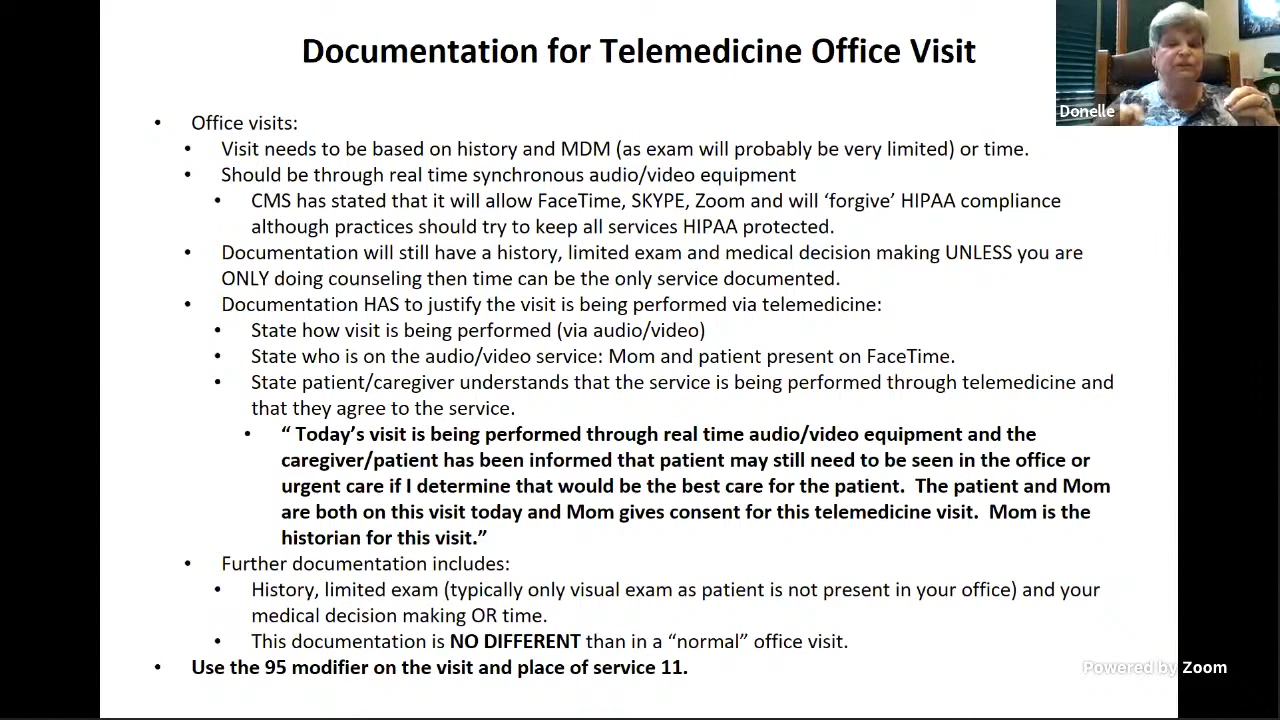 Documentation for Telemedicine Office Visit
Donelle
• Office visits:
• Visit needs to be based on history and MDM (as exam will probably be very limited) or time.
• Should be through real time synchronous audio/video equipment
• CMS has stated that it will allow FaceTime, SKYPE, Zoom and will ‘forgive’ HIPAA compliance
although practices should try to keep all services HIPAA protected.
• Documentation will still have a history, limited exam and medical decision making UNLESS you are
ONLY doing counseling then time can be the only service documented.
• Documentation HAS to justify the visit is being performed via telemedicine:
• State how visit is being performed (via audio/video)
• State who is on the audio/video service: Mom and patient present on FaceTime.
• State patient/caregiver understands that the service is being performed through telemedicine and
that they agree to the service.
• “ Today’s visit is being performed through real time audio/video equipment and the
caregiver/patient has been informed that patient may still need to be seen in the office or
urgent care if I determine that would be the best care for the patient.  The patient and Mom
are both on this visit today and Mom gives consent for this telemedicine visit.  Mom is the
historian for this visit.”
• Further documentation includes:
• History, limited exam (typically only visual exam as patient is not present in your office) and your
medical decision making OR time.
• This documentation is NO DIFFERENT than in a “normal” office visit.
• Use the 95 modifier on the visit and place of service 11.
Powered by Zoom